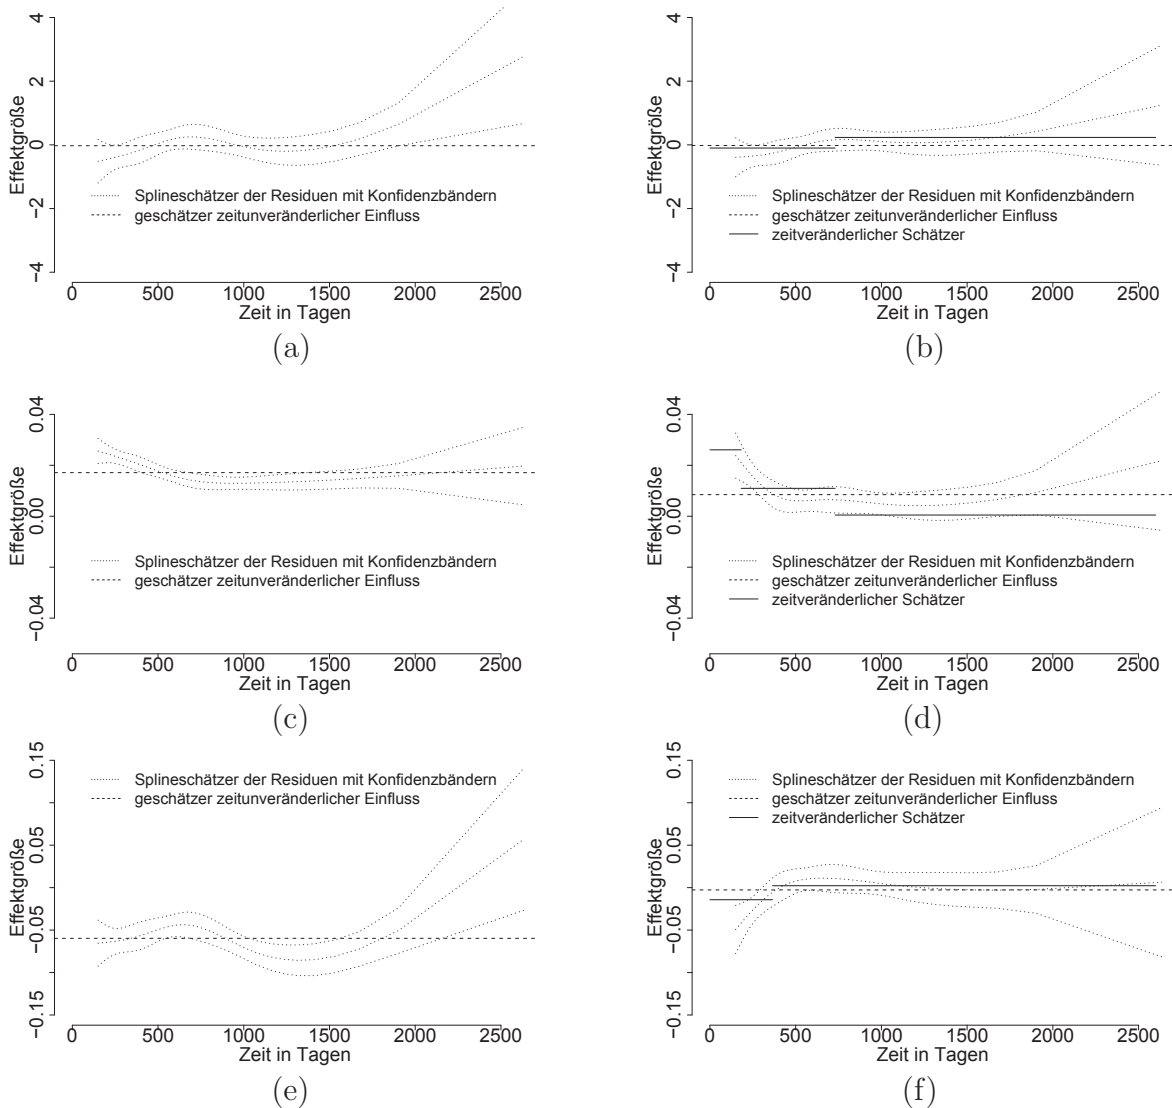 4
2
0
−2
−4
Effektgröße
Splineschätzer der Residuen mit Konfidenzbändern
geschätzer zeitunveränderlicher Einfluss
0 500 1000 1500 2000 2500
Zeit in Tagen
(a)
4
2
0
−2
−4
Effektgröße
Splineschätzer der Residuen mit Konfidenzbändern
geschätzer zeitunveränderlicher Einfluss
zeitveränderlicher Schätzer
0 500 1000 1500 2000 2500
Zeit in Tagen
(b)
0.04
0.00
−0.04
Effektgröße
Splineschätzer der Residuen mit Konfidenzbändern
geschätzer zeitunveränderlicher Einfluss
0 500 1000 1500 2000 2500
Zeit in Tagen
(c)
0.04
0.00
−0.04
Effektgröße
Splineschätzer der Residuen mit Konfidenzbändern
geschätzer zeitunveränderlicher Einfluss
zeitveränderlicher Schätzer
0 500 1000 1500 2000 2500
Zeit in Tagen
(d)
0.15
0.05
−0.05
−0.15
Effektgröße
Splineschätzer der Residuen mit Konfidenzbändern
geschätzer zeitunveränderlicher Einfluss
0 500 1000 1500 2000 2500
Zeit in Tagen
(e)
0.15
0.05
−0.05
−0.15
Effektgröße
Splineschätzer der Residuen mit Konfidenzbändern
geschätzer zeitunveränderlicher Einfluss
zeitveränderlicher Schätzer
0 500 1000 1500 2000 2500
Zeit in Tagen
(f)